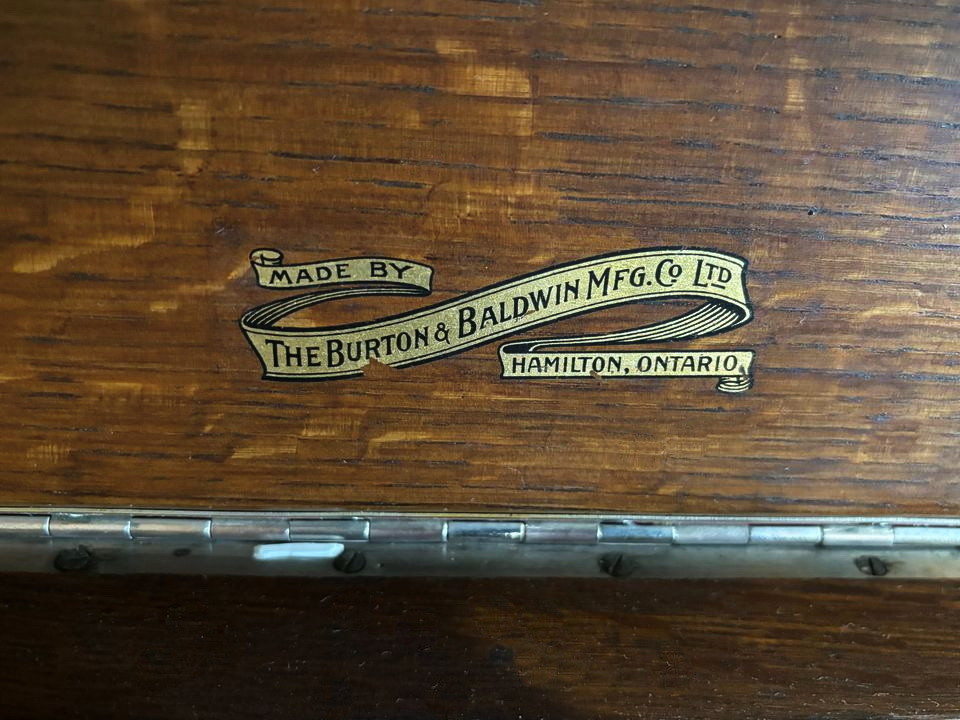 MADE BY
THE BURTON & BALDWIN MFG. CO LTD
HAMILTON, ONTARIO